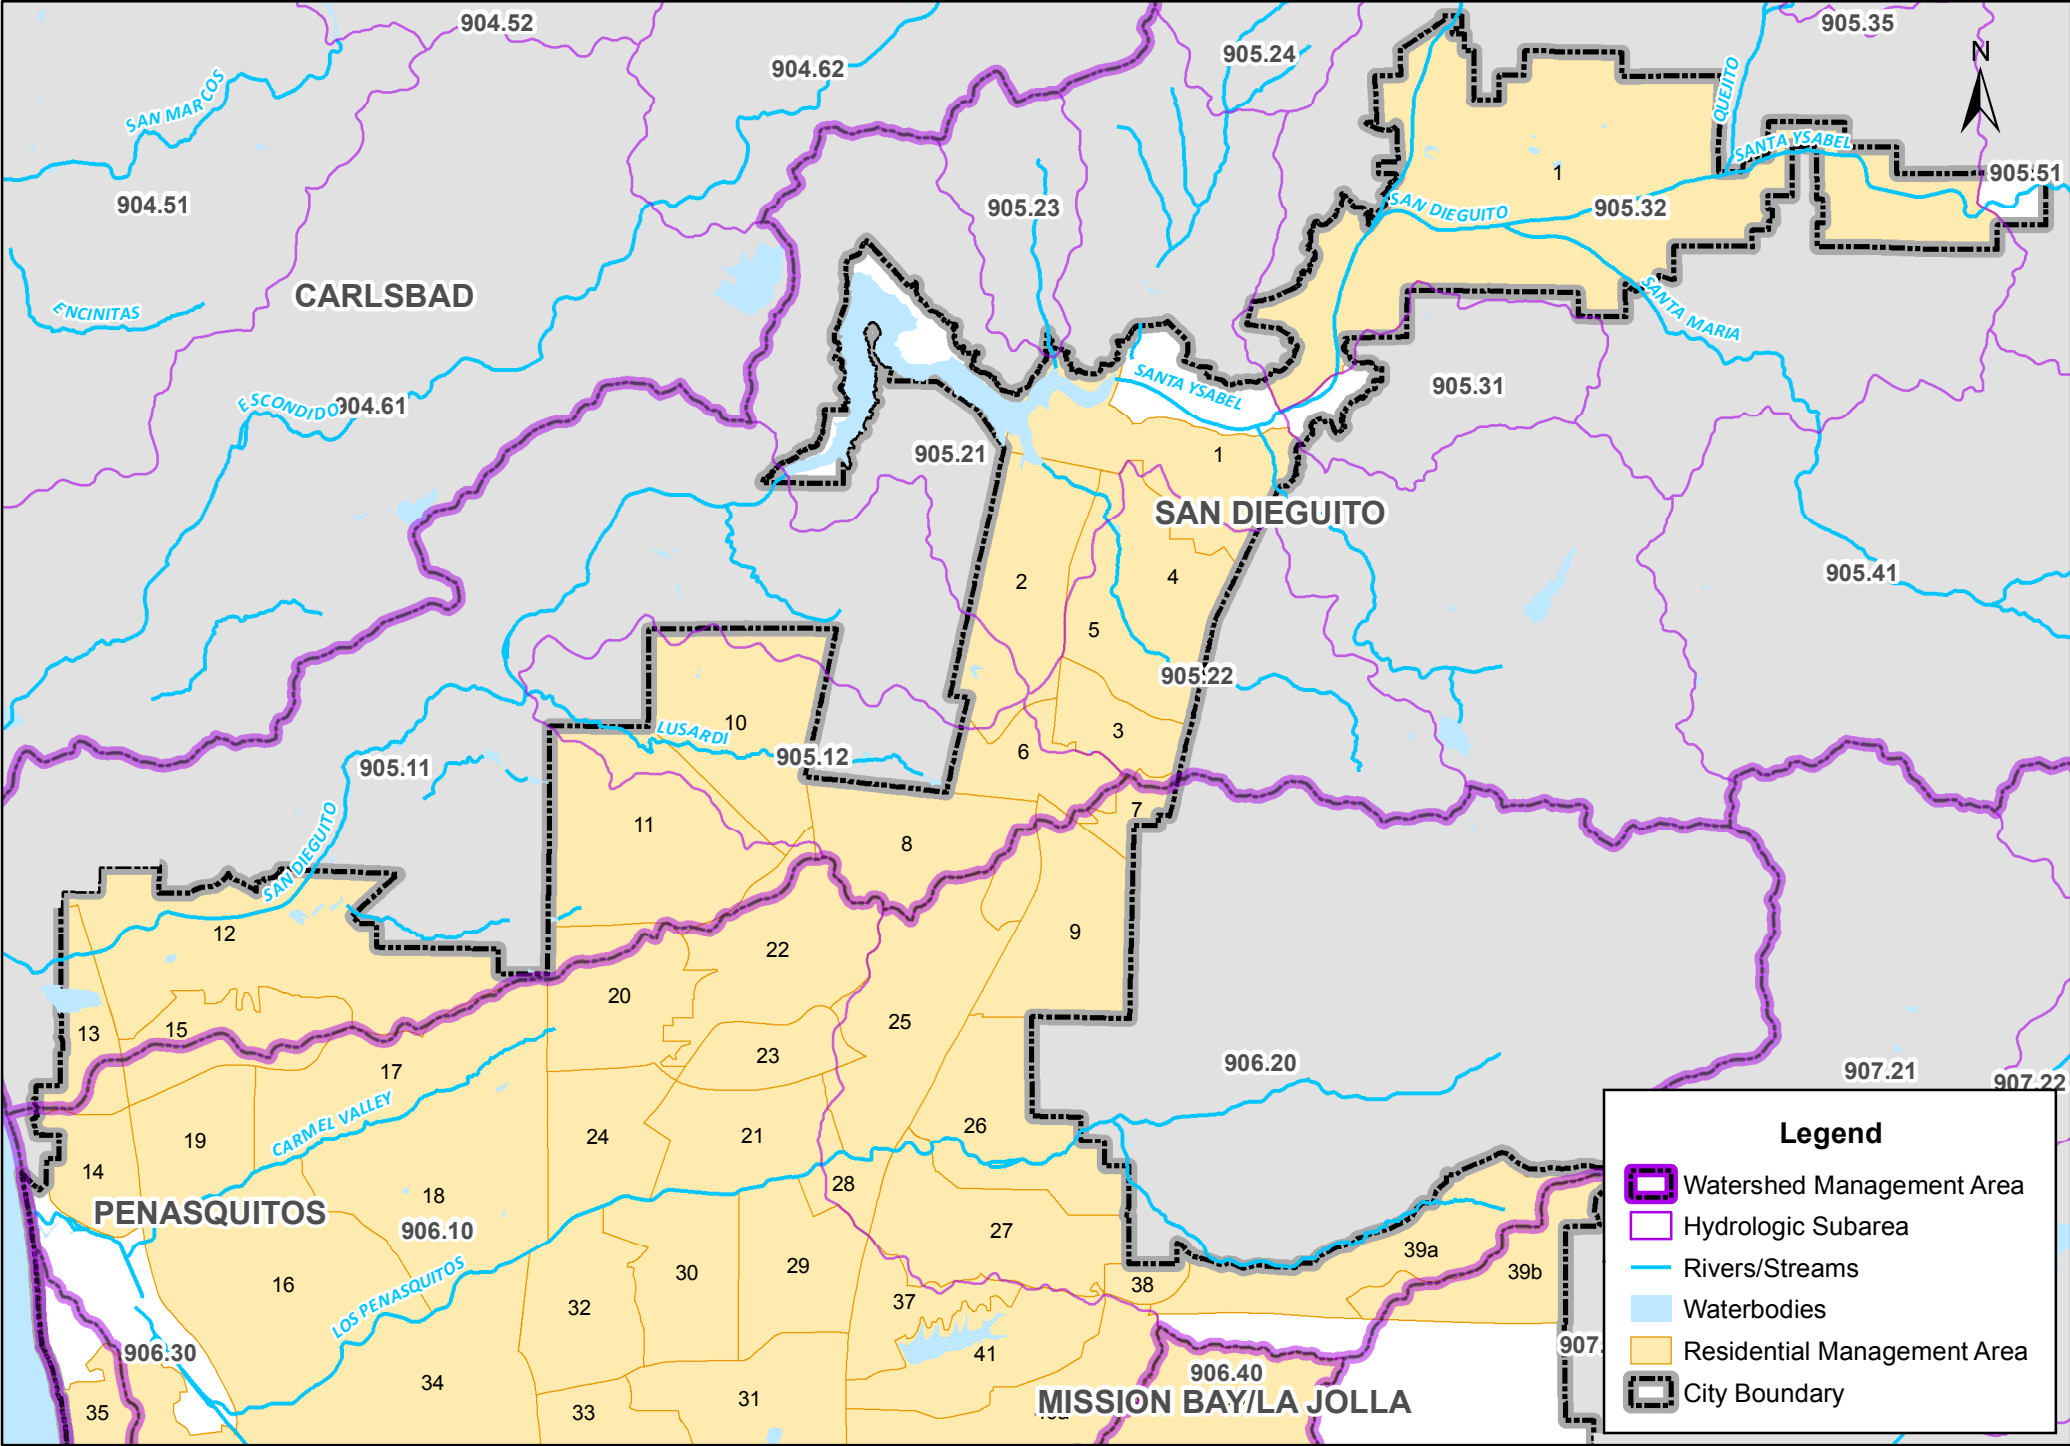 904.52
905.35
904.62
905.24
N
SAN MARCOS
QUEJITO
SANTA YSABEL
1
905.51
904.51
905.23
SAN DIEGUITO
905.32
CARLSBAD
ENCINITAS
SANTA MARIA
SANTA YSABEL
905.31
ESCONDIDO
904.61
905.21
1
SAN DIEGUITO
2
4
905.41
5
905.22
10
LUSARDI
3
6
905.12
905.11
7
11
8
SAN DIEGUITO
12
9
22
20
25
13
15
23
17
906.20
907.21
907.22
CARMEL VALLEY
19
24
21
26
14
28
18
PENASQUITOS
906.10
27
39a
39b
16
30
29
38
LOS PENASQUITOS
32
37
906.30
41
907.
906.40
34
31
MISSION BAY/LA JOLLA
35
33
Legend
Watershed Management Area
Hydrologic Subarea
Rivers/Streams
Waterbodies
Residential Management Area
City Boundary